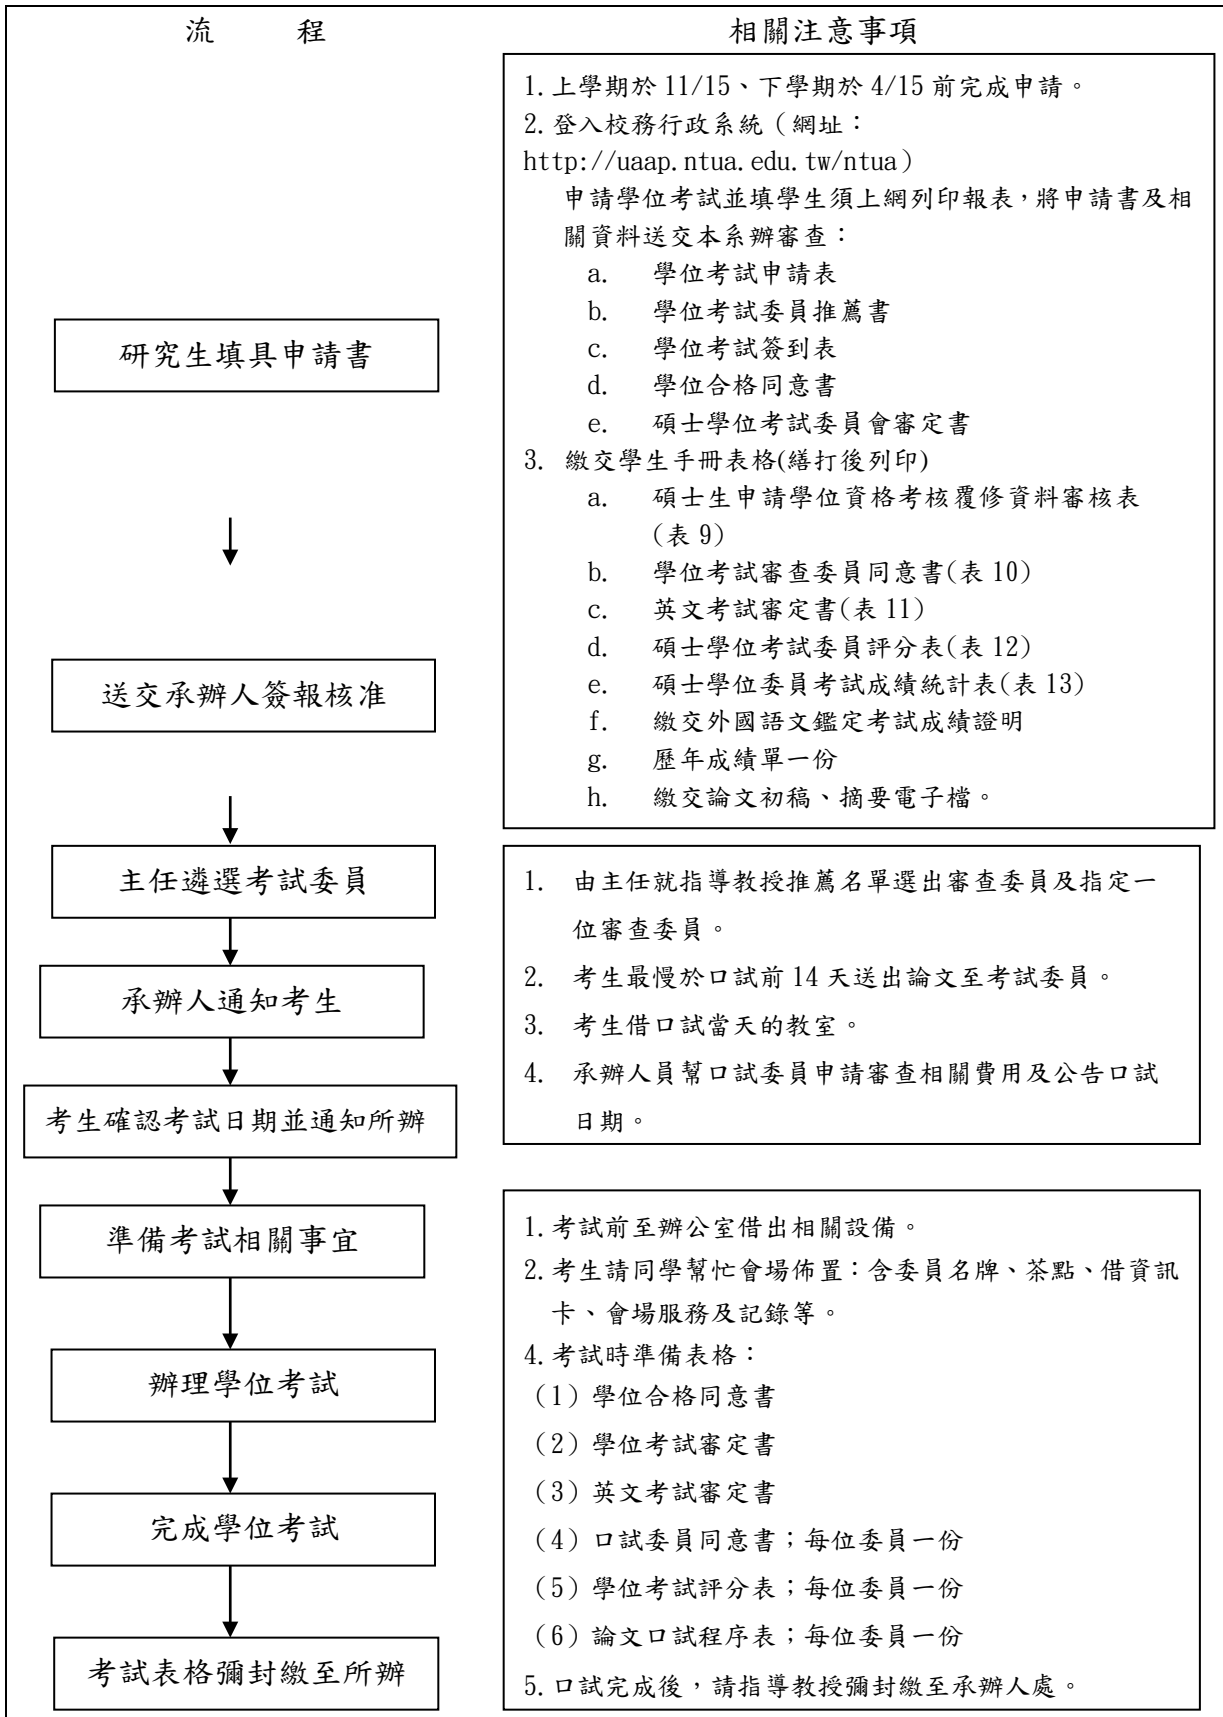 流　　程
相關注意事項
1.上學期於 11/15、下學期於 4/15 前完成申請。
2.登入校務行政系統（網址：
http://uaap.ntua.edu.tw/ntua）
申請學位考試並填學生須上網列印報表，將申請書及相
關資料送交本系辦審查：
a. 學位考試申請表
b. 學位考試委員推薦書
c. 學位考試簽到表
d. 學位合格同意書
e. 碩士學位考試委員會審定書
3. 繳交學生手冊表格(繕打後列印)
a. 碩士生申請學位資格考核覆修資料審核表
(表 9)
b. 學位考試審查委員同意書(表 10)
c. 英文考試審定書(表 11)
d. 碩士學位考試委員評分表(表 12)
e. 碩士學位委員考試成績統計表(表 13)
f. 繳交外國語文鑑定考試成績證明
g. 歷年成績單一份
h. 繳交論文初稿、摘要電子檔。
研究生填具申請書
送交承辦人簽報核准
主任遴選考試委員
承辦人通知考生
考生確認考試日期並通知所辦
1. 由主任就指導教授推薦名單選出審查委員及指定一
位審查委員。
2. 考生最慢於口試前 14 天送出論文至考試委員。
3. 考生借口試當天的教室。
4. 承辦人員幫口試委員申請審查相關費用及公告口試
日期。
準備考試相關事宜
辦理學位考試
完成學位考試
考試表格彌封繳至所辦
1.考試前至辦公室借出相關設備。
2.考生請同學幫忙會場佈置：含委員名牌、茶點、借資訊
卡、會場服務及記錄等。
4.考試時準備表格：
（1）學位合格同意書
（2）學位考試審定書
（3）英文考試審定書
（4）口試委員同意書；每位委員一份
（5）學位考試評分表；每位委員一份
（6）論文口試程序表；每位委員一份
5.口試完成後，請指導教授彌封繳至承辦人處。